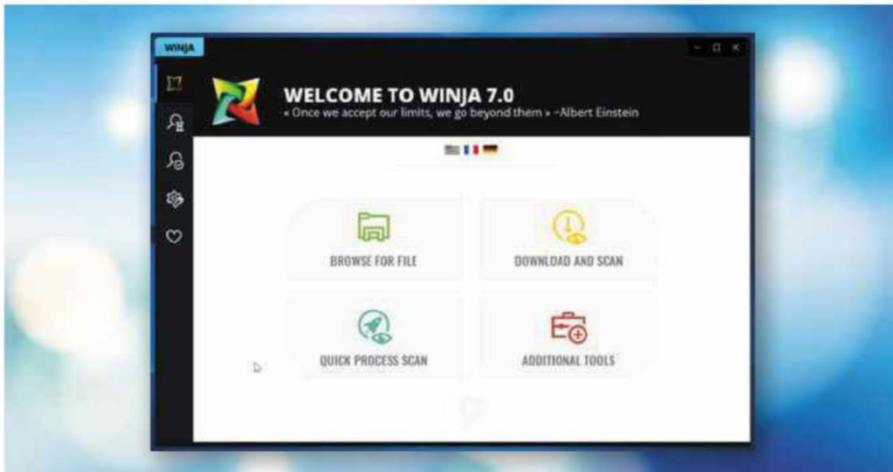 WINJA
WELCOME TO WINJA 7.0
« Once we accept our limits, we go beyond them » ~Albert Einstein
BROWSE FOR FILE
DOWNLOAD AND SCAN
QUICK PROCESS SCAN
ADDITIONAL TOOLS